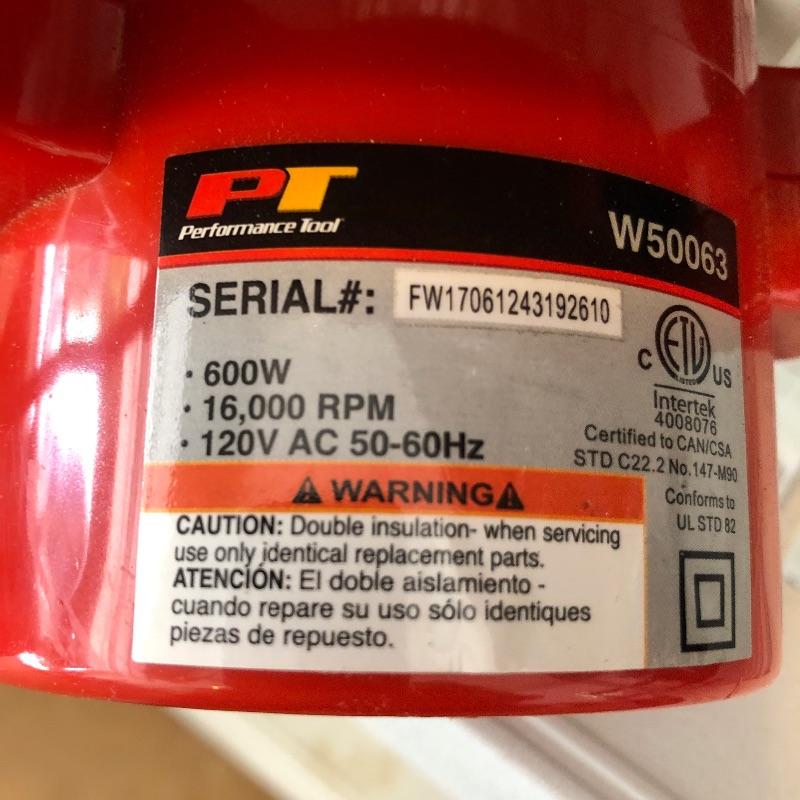 PT
Performance Tool
W50063
SERIAL#: FW17061243192610
· 600W
· 16,000 RPM
· 120V AC 50-60Hz
C ETL US
LISTED
Intertek
4008076
Certified to CAN/CSA
STD C22.2 No.147-M90
Conforms to
UL STD 82
WARNING
CAUTION: Double insulation- when servicing
use only identical replacement parts.
ATENCIÓN: El doble aislamiento -
cuando repare su uso sólo identiques
piezas de repuesto.